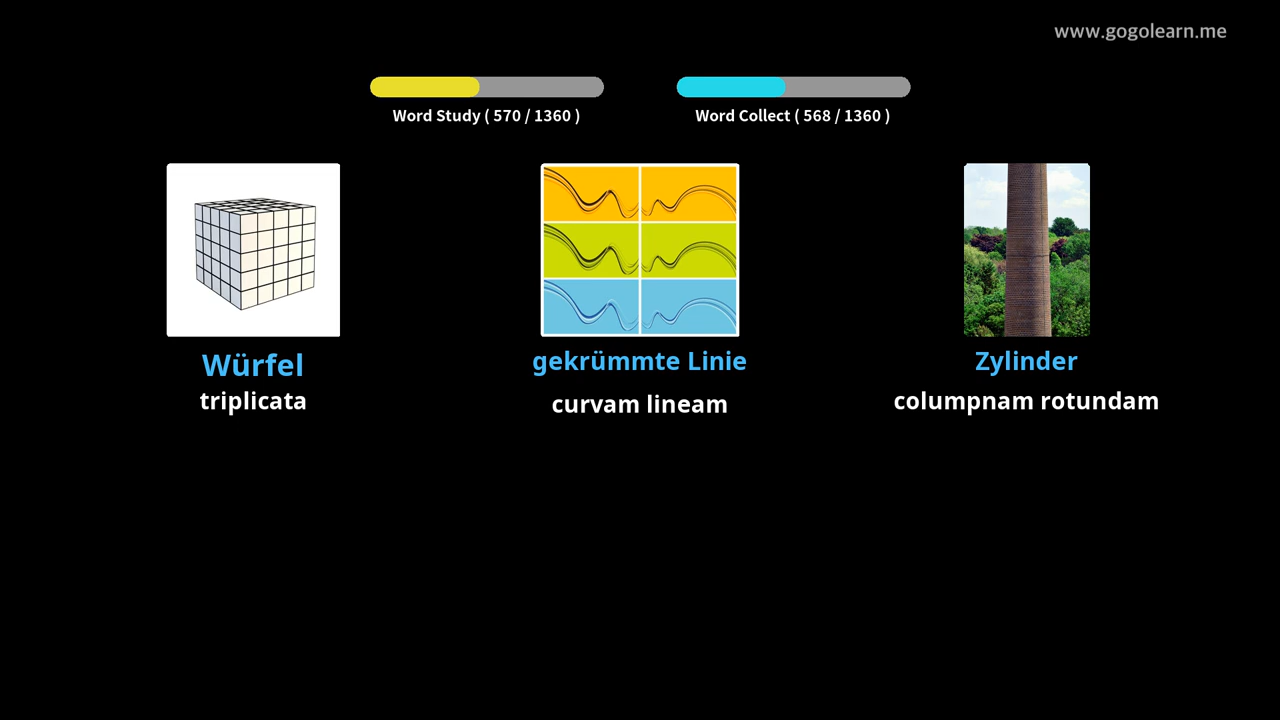 www.gogolearn.me
Word Study ( 570 / 1360 )
Word Collect ( 568 / 1360 )
Würfel
gekrümmte Linie
Zylinder
triplicata
curvam lineam
columpnam rotundam